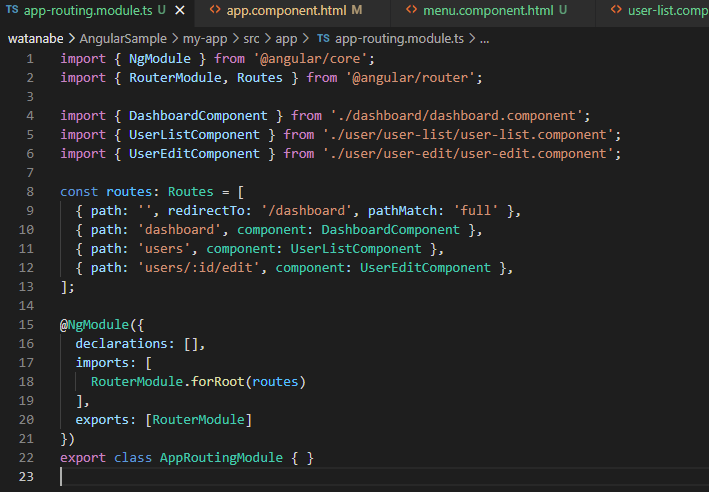 TS app-routing.module.ts U × <> app.component.html M <> menu.component.html U <> user-list.comp
watanabe > AngularSample > my-app > src > app > TS app-routing.module.ts > ...
1 import { NgModule } from '@angular/core';
2 import { RouterModule, Routes } from '@angular/router';
3
4 import { DashboardComponent } from './dashboard/dashboard.component';
5 import { UserListComponent } from './user/user-list/user-list.component';
6 import { UserEditComponent } from './user/user-edit/user-edit.component';
7
8 const routes: Routes = [
9   { path: '', redirectTo: '/dashboard', pathMatch: 'full' },
10   { path: 'dashboard', component: DashboardComponent },
11   { path: 'users', component: UserListComponent },
12   { path: 'users/:id/edit', component: UserEditComponent },
13 ];
14
15 @NgModule({
16   declarations: [],
17   imports: [
18     RouterModule.forRoot(routes)
19   ],
20   exports: [RouterModule]
21 })
22 export class AppRoutingModule { }
23